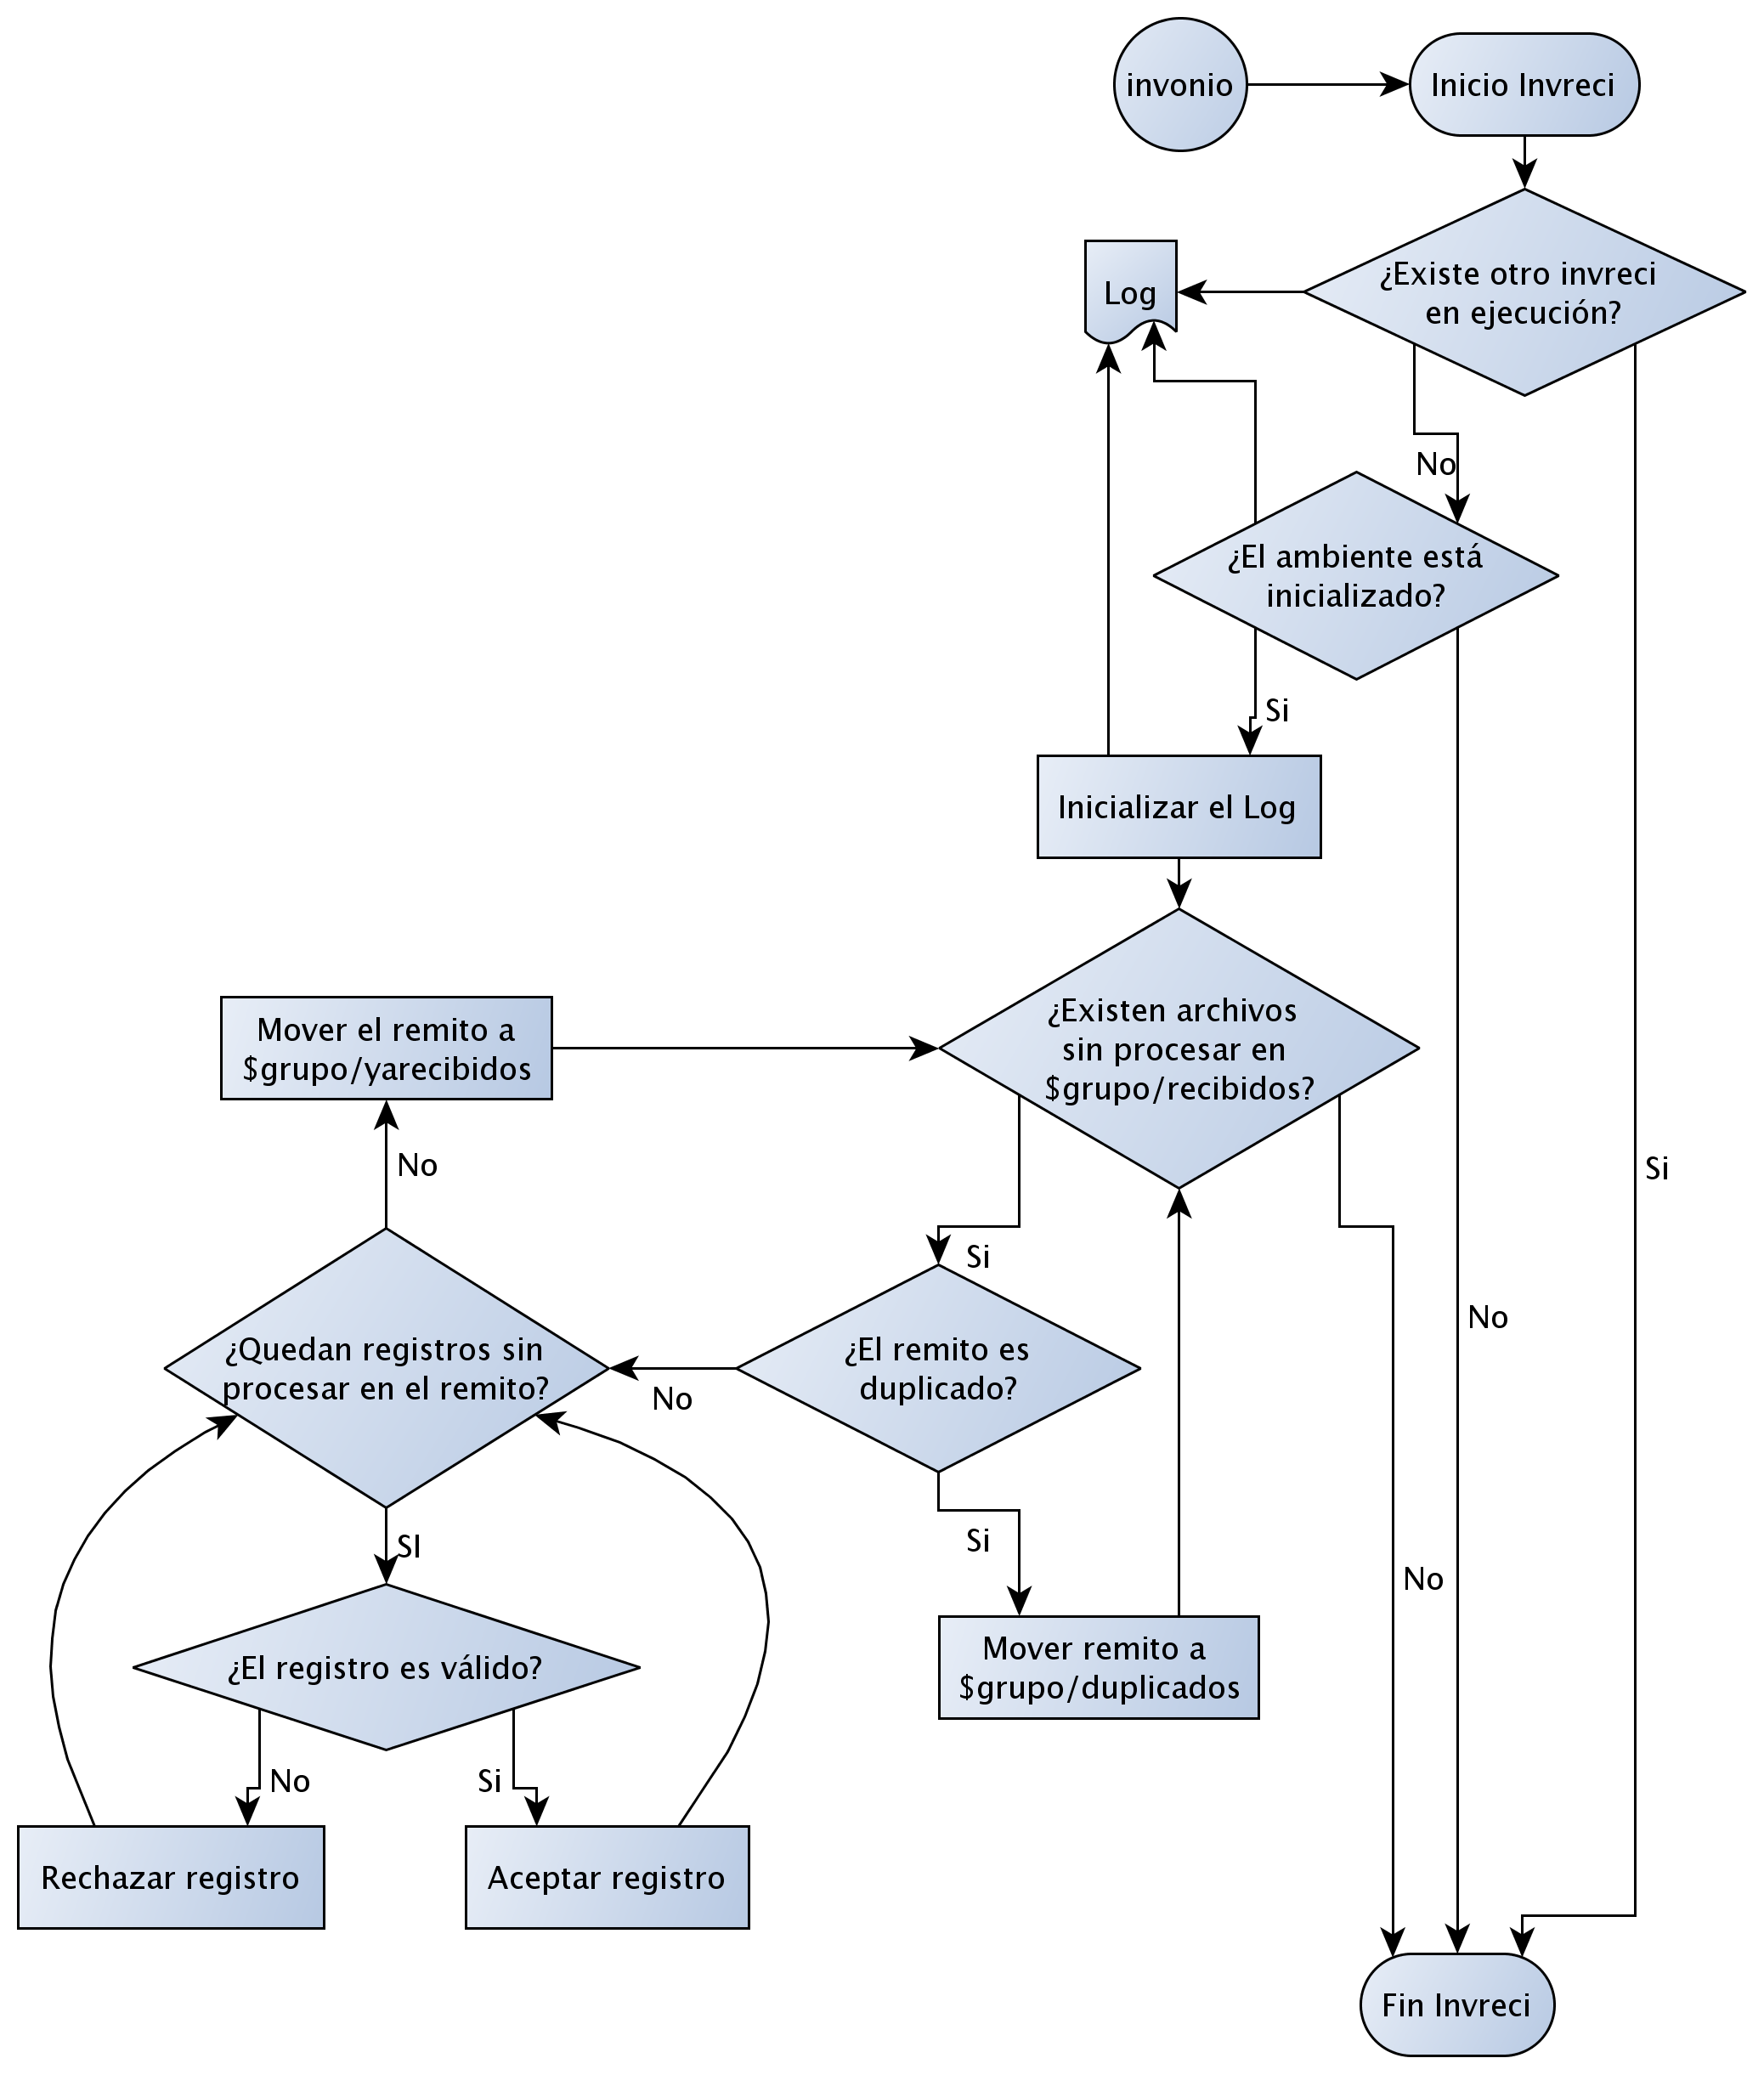 invonio
Inicio Invreci
¿Existe otro invreci
en ejecución?
Log
No
¿El ambiente está
inicializado?
Si
Inicializar el Log
¿Existen archivos
sin procesar en
$grupo/recibidos?
Mover el remito a
$grupo/yarecibidos
No
Si
Si
¿Quedan registros sin
procesar en el remito?
No
¿El remito es
duplicado?
No
SI
Si
No
¿El registro es válido?
Mover remito a
$grupo/duplicados
No
Si
Rechazar registro
Aceptar registro
Fin Invreci